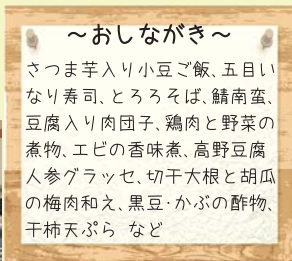 ～おしながき～
さつま芋入り小豆ご飯、五目い
なり寿司、とろろそば、鯖南蛮、
豆腐入り肉団子、鶏肉と野菜の
煮物、エビの香味煮、高野豆腐
人参グラッセ、切干大根と胡瓜
の梅肉和え、黒豆・かぶの酢物、
干柿天ぷら など